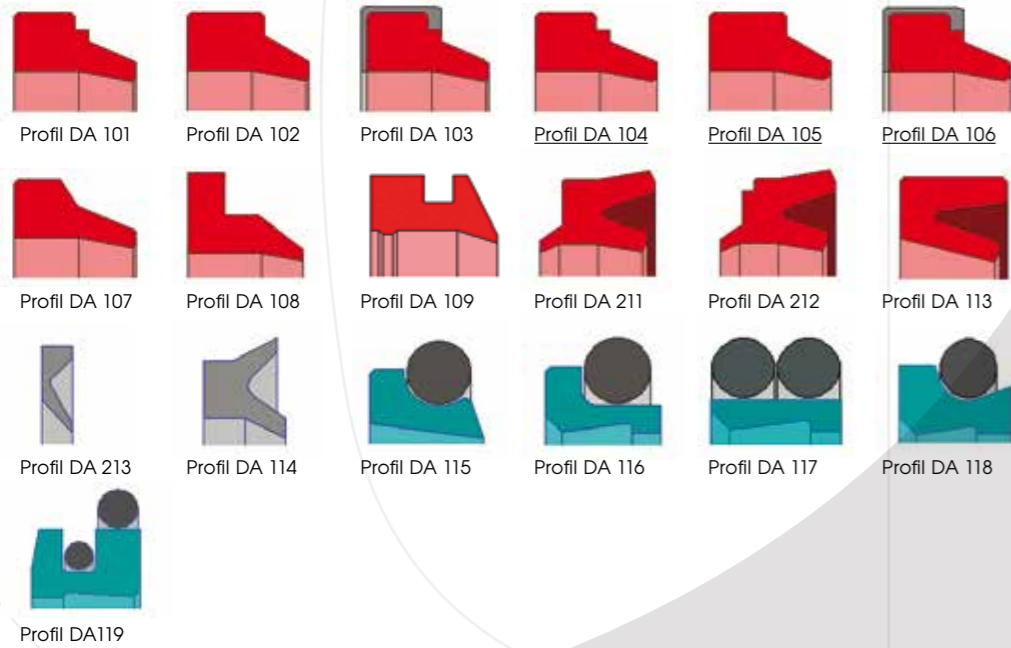 Profil DA 101
Profil DA 102
Profil DA 103
Profil DA 104
Profil DA 105
Profil DA 106
Profil DA 107
Profil DA 108
Profil DA 109
Profil DA 211
Profil DA 212
Profil DA 113
Profil DA 213
Profil DA 114
Profil DA 115
Profil DA 116
Profil DA 117
Profil DA 118
Profil DA119